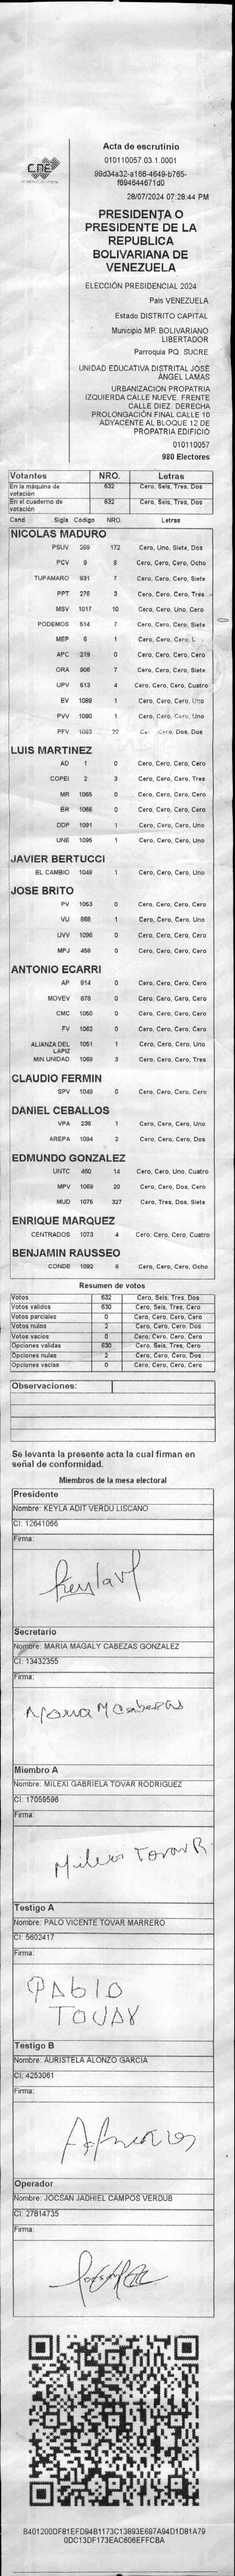 CNE
Acta de escrutinio
010110057.03.1.0001
99d34a32-a168-4649-b765-
f694644671d0
28/07/2024 07:28:44 PM
PRESIDENTA O
PRESIDENTE DE LA
REPUBLICA
BOLIVARIANA DE
VENEZUELA
ELECCIÓN PRESIDENCIAL 2024
País VENEZUELA
Estado DISTRITO CAPITAL
Municipio MP. BOLIVARIANO
LIBERTADOR
Parroquia PQ. SUCRE
UNIDAD EDUCATIVA DISTRITAL JOSÉ
ÁNGEL LAMAS
URBANIZACION PROPATRIA
IZQUIERDA CALLE NUEVE. FRENTE
CALLE DIEZ. DERECHA
PROLONGACIÓN FINAL CALLE 10
ADYACENTE AL BLOQUE 12 DE
PROPATRIA EDIFICIO
010110057
980 Electores
Votantes NRO. Letras
En la máquina de votación 632 Cero, Seis, Tres, Dos
En el cuaderno de votación 632 Cero, Seis, Tres, Dos
Cand. Sigla Código NRO. Letras
NICOLAS MADURO
PSUV 269 172 Cero, Uno, Siete, Dos
PCV 9 8 Cero, Cero, Cero, Ocho
TUPAMARO 931 7 Cero, Cero, Cero, Siete
PPT 276 3 Cero, Cero, Cero, Tres
MSV 1017 10 Cero, Cero, Uno, Cero
PODEMOS 514 7 Cero, Cero, Cero, Siete
MEP 6 1 Cero, Cero, Cero,
APC 219 0 Cero, Cero, Cero, Cero
ORA 906 7 Cero, Cero, Cero, Siete
UPV 513 4 Cero, Cero, Cero, Cuatro
EV 1089 1 Cero, Cero, Cero, Uno
PVV 1090 1 Cero, Cero, Cero, Uno
PFV 22 Cero, Dos, Dos
LUIS MARTINEZ
AD 1 0 Cero, Cero, Cero, Cero
COPEI 2 3 Cero, Cero, Cero, Tres
MR 1065 0 Cero, Cero, Cero, Cero
BR 1066 0 Cero, Cero, Cero, Cero
DDP 1091 1 Cero, Cero, Cero, Uno
UNE 1095 1 Cero, Cero, Cero, Uno
JAVIER BERTUCCI
EL CAMBIO 1048 1 Cero, Cero, Cero, Uno
JOSE BRITO
PV 1053 0 Cero, Cero, Cero, Cero
VU 868 1 Cero, Cero, Cero, Uno
UVV 1096 0 Cero, Cero, Cero, Cero
MPJ 458 0 Cero, Cero, Cero, Cero
ANTONIO ECARRI
AP 814 0 Cero, Cero, Cero, Cero
MOVEV 878 0 Cero, Cero, Cero, Cero
CMC 1050 0 Cero, Cero, Cero, Cero
FV 1062 0 Cero, Cero, Cero, Cero
ALIANZA DEL LAPIZ 1051 1 Cero, Cero, Cero, Uno
MIN UNIDAD 1068 3 Cero, Cero, Cero, Tres
CLAUDIO FERMIN
SPV 1049 0 Cero, Cero, Cero, Cero
DANIEL CEBALLOS
VPA 236 1 Cero, Cero, Cero, Uno
AREPA 1094 2 Cero, Cero, Cero, Dos
EDMUNDO GONZALEZ
UNTC 460 14 Cero, Cero, Uno, Cuatro
MPV 1069 20 Cero, Cero, Dos, Cero
MUD 1075 327 Cero, Tres, Dos, Siete
ENRIQUE MARQUEZ
CENTRADOS 1073 4 Cero, Cero, Cero, Cuatro
BENJAMIN RAUSSEO
CONDE 1092 8 Cero, Cero, Cero, Ocho
Resumen de votos
Votos 632 Cero, Seis, Tres, Dos
Votos validos 630 Cero, Seis, Tres, Cero
Votos parciales 0 Cero, Cero, Cero, Cero
Votos nulos 2 Cero, Cero, Cero, Dos
Votos vacios 0 Cero, Cero, Cero, Cero
Opciones validas 630 Cero, Seis, Tres, Cero
Opciones nulas 2 Cero, Cero, Cero, Dos
Opciones vacias 0 Cero, Cero, Cero, Cero
Observaciones:
Se levanta la presente acta la cual firman en
señal de conformidad.
Miembros de la mesa electoral
Presidente
Nombre: KEYLA ADIT VERDU LISCANO
CI: 12641066
Firma:
Keylav
Secretario
Nombre: MARIA MAGALY CABEZAS GONZALEZ
CI: 13432355
Firma:
Maria M Cabezas
Miembro A
Nombre: MILEXI GABRIELA TOVAR RODRIGUEZ
CI: 17059596
Firma:
Milexi Tovar R
Testigo A
Nombre: PALO VICENTE TOVAR MARRERO
CI: 5602417
Firma:
PAblO
TOVAR
Testigo B
Nombre: AURISTELA ALONZO GARCIA
CI: 4253061
Firma:
Operador
Nombre: JOCSAN JADHIEL CAMPOS VERDUB
CI: 27814735
Firma:
B401200DF81EFD94B1173C13893E697A94D1D81A79
0DC13DF173EAC606EFFCBA